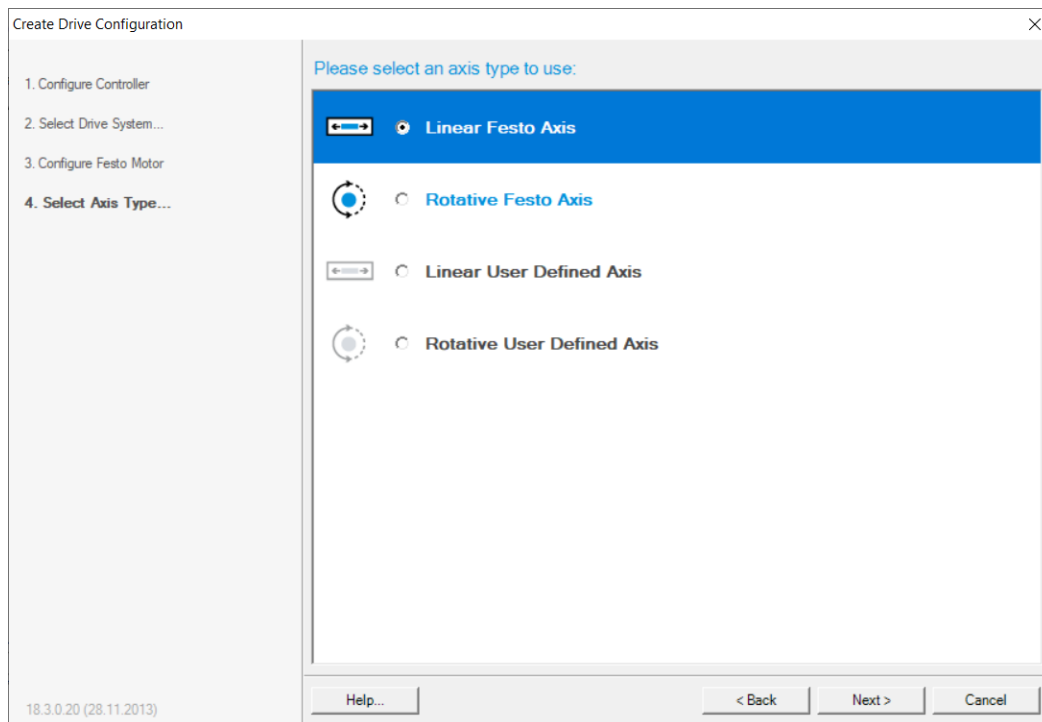 Create Drive Configuration
1. Configure Controller
2. Select Drive System...
3. Configure Festo Motor
4. Select Axis Type...
Please select an axis type to use:
Linear Festo Axis
Rotative Festo Axis
Linear User Defined Axis
Rotative User Defined Axis
18.3.0.20 (28.11.2013)
Help...
< Back
Next >
Cancel